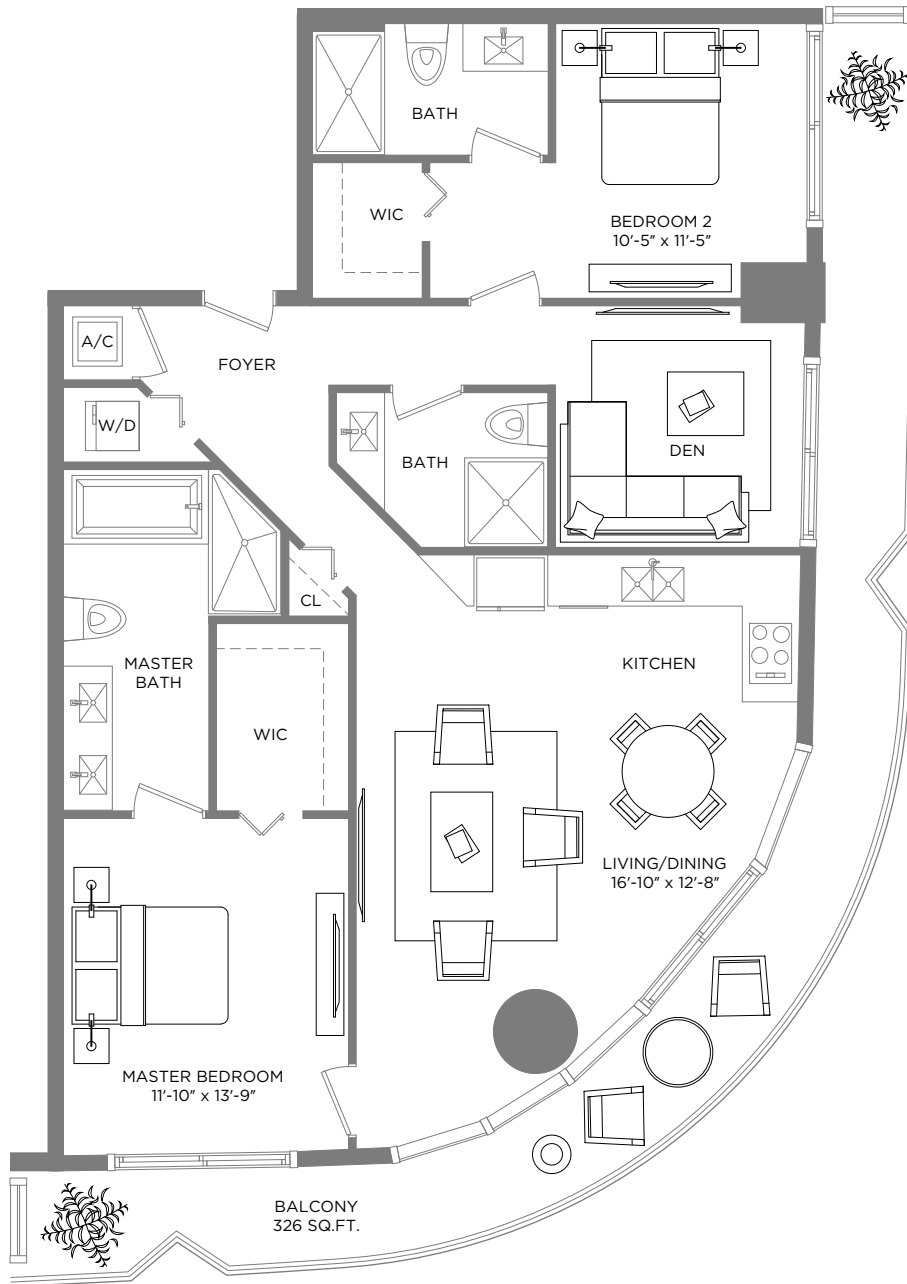 BATH
WIC
BEDROOM 2
10'-5" x 11'-5"
A/C
FOYER
W/D
BATH
DEN
CL
MASTER
BATH
KITCHEN
WIC
LIVING/DINING
16'-10" x 12'-8"
MASTER BEDROOM
11'-10" x 13'-9"
BALCONY
326 SQ.FT.